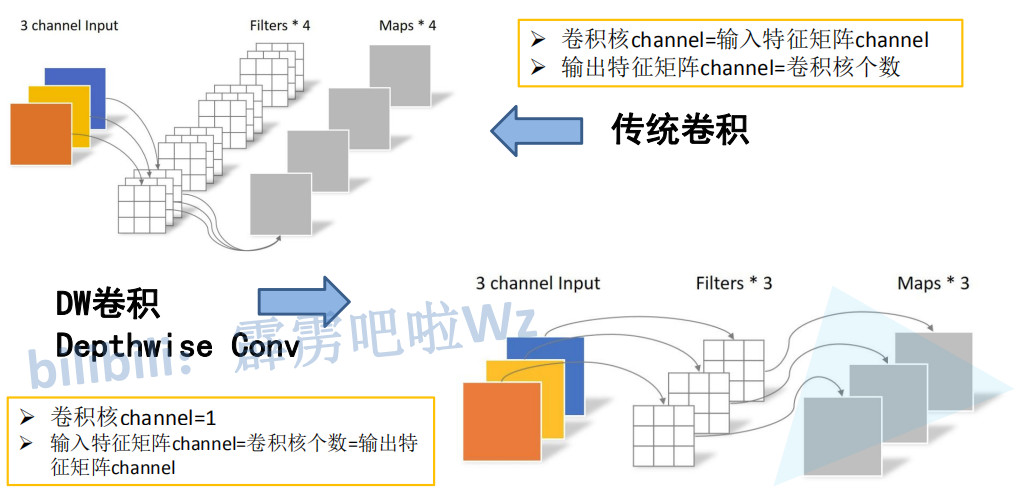 3 channel Input
Filters * 4
Maps * 4
➢ 卷积核channel=输入特征矩阵channel
➢ 输出特征矩阵channel=卷积核个数
传统卷积
DW卷积
Depthwise Conv
3 channel Input
Filters * 3
Maps * 3
bilibili: 霹雳吧啦Wz
➢ 卷积核channel=1
➢ 输入特征矩阵channel=卷积核个数=输出特
征矩阵channel